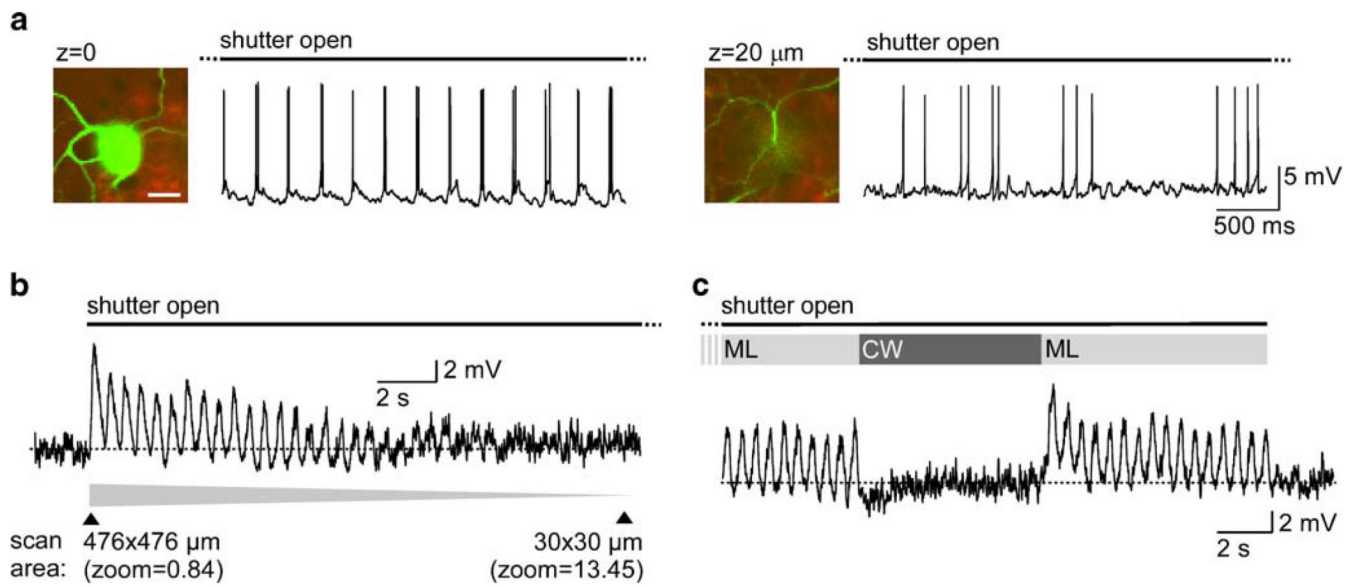 a
z=0
shutter open
z=20 µm
shutter open
5 mV
500 ms
b
shutter open
2 mV
2 s
scan area:
476x476 µm
(zoom=0.84)
30x30 µm
(zoom=13.45)
c
shutter open
ML
CW
ML
2 mV
2 s